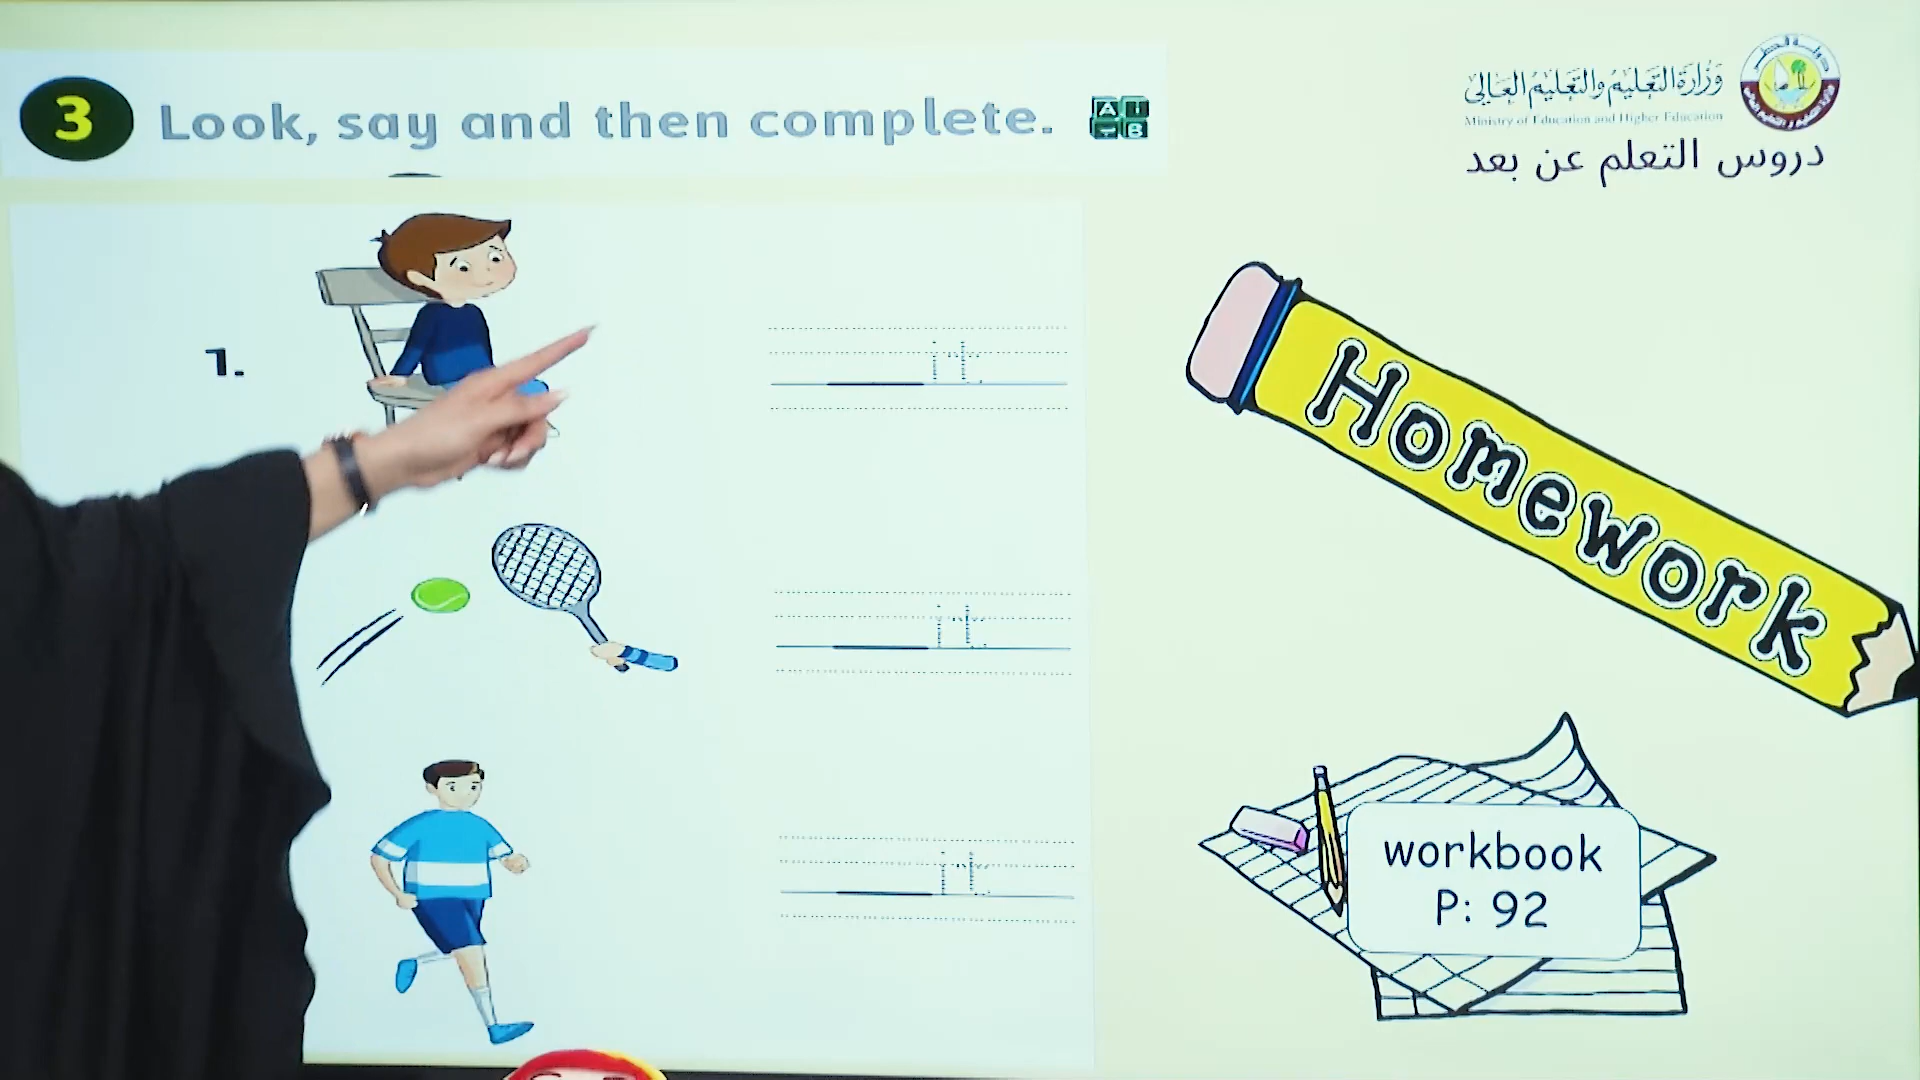 3 Look, say and then complete.
وزارة التعليم والتعليم العالي
Ministry of Education and Higher Education
دروس التعلم عن بعد
1.
it.
it.
it.
Homework
workbook
P: 92